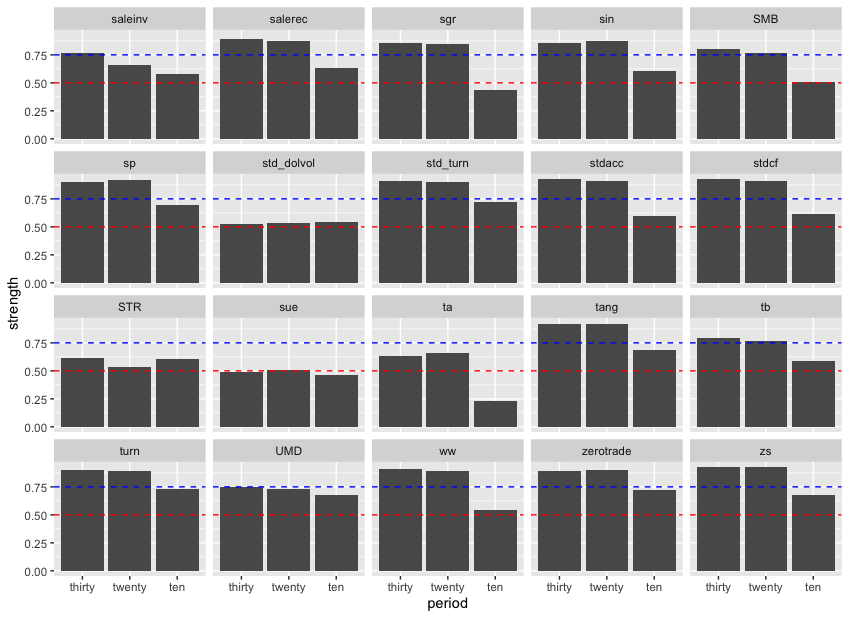 saleinv salerec sgr sin SMB
0.75
0.50
0.25
0.00
sp std_dolvol std_turn stdacc stdcf
0.75
0.50
0.25
0.00
STR sue ta tang tb
0.75
0.50
0.25
0.00
turn UMD ww zerotrade zs
0.75
0.50
0.25
0.00
strength
thirty twenty ten thirty twenty ten thirty twenty ten thirty twenty ten thirty twenty ten
period